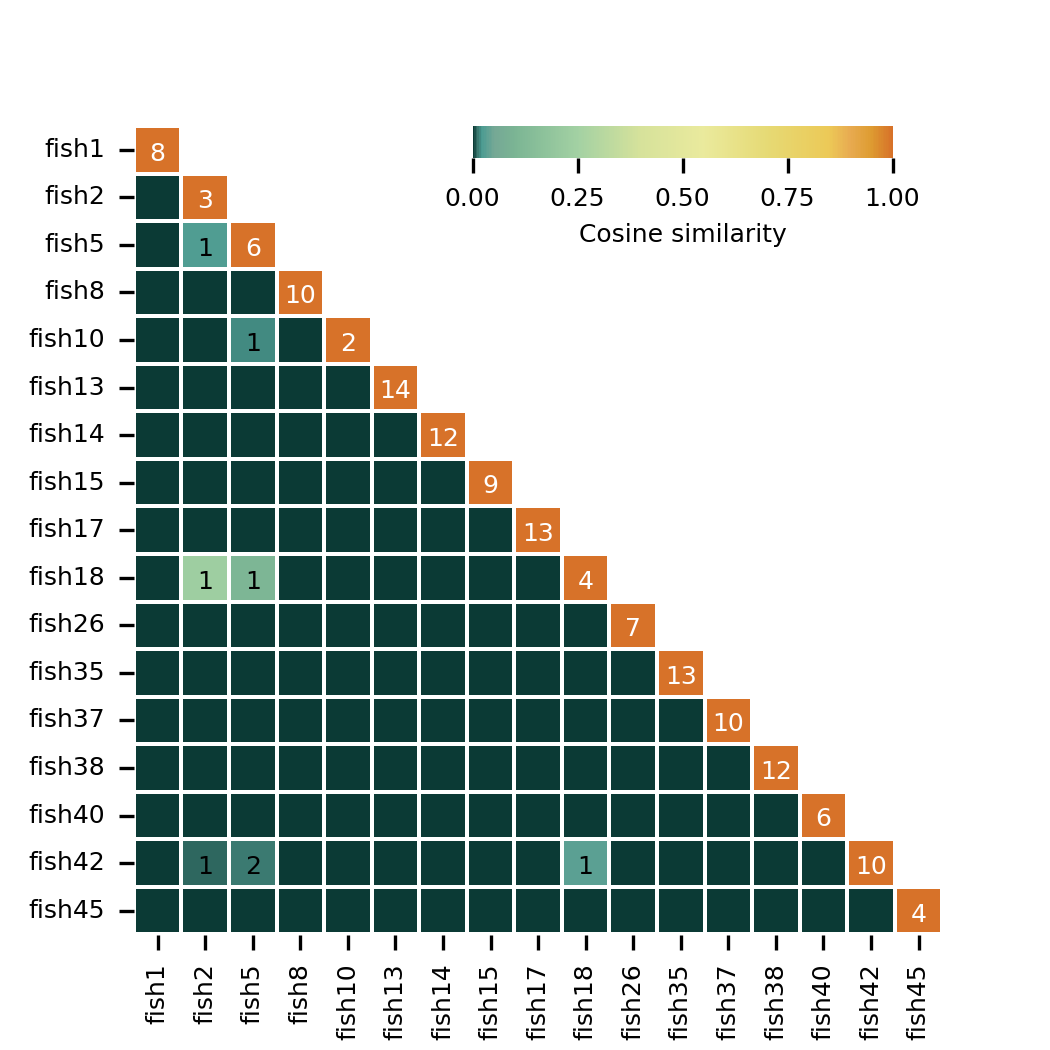 fish1 8
0.00 0.25 0.50 0.75 1.00
Cosine similarity
fish2 3
fish5 1 6
fish8 10
fish10 1 2
fish13 14
fish14 12
fish15 9
fish17 13
fish18 1 1 4
fish26 7
fish35 13
fish37 10
fish38 12
fish40 6
fish42 1 2 1 10
fish45 4
fish1 fish2 fish5 fish8 fish10 fish13 fish14 fish15 fish17 fish18 fish26 fish35 fish37 fish38 fish40 fish42 fish45